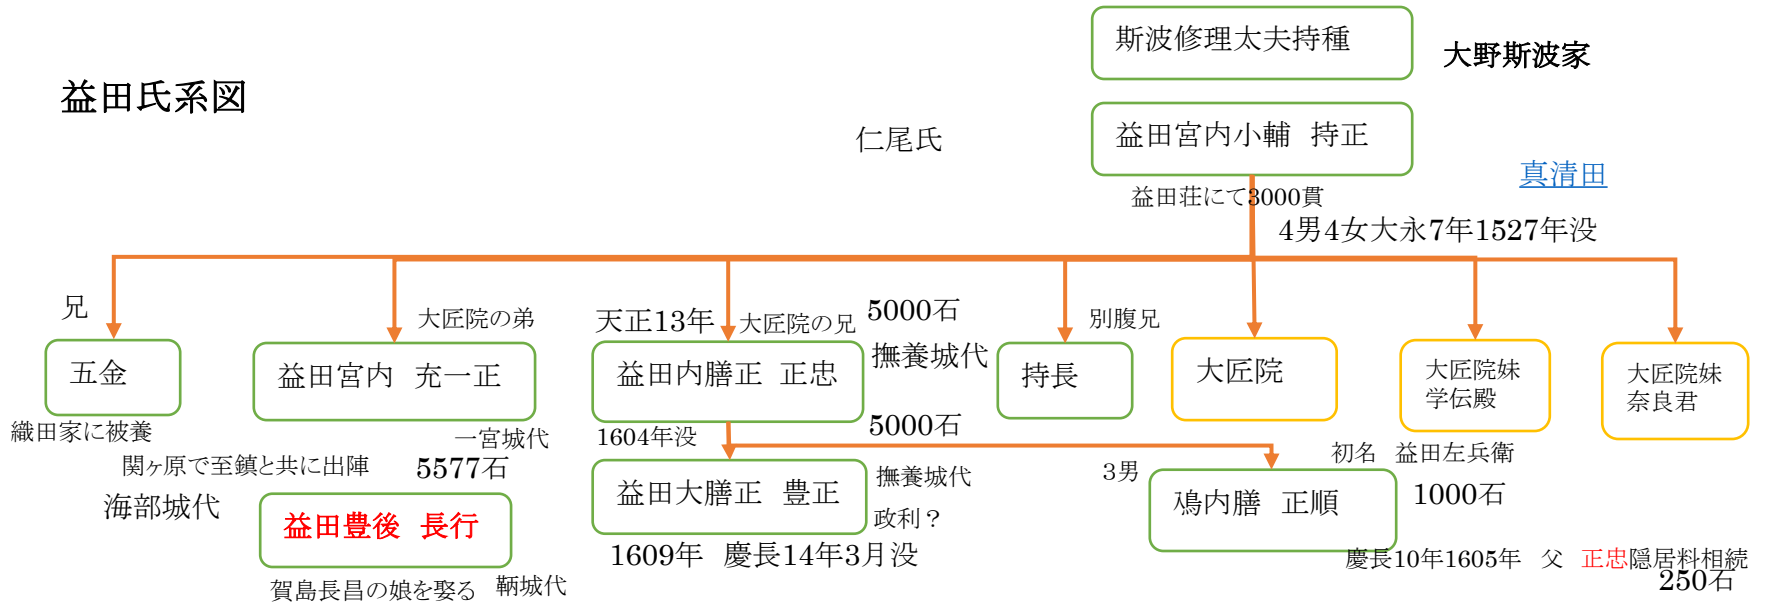 斯波修理太夫持種
大野斯波家
益田氏系図
仁尾氏
益田宮内小輔 持正
真清田
益田荘にて3000貫
4男4女大永7年1527年没
兄
大匠院の弟
天正13年
大匠院の兄
5000石
別腹兄
五金
益田宮内 充一正
益田内膳正 正忠
撫養城代
持長
大匠院
大匠院妹
学伝殿
大匠院妹
奈良君
織田家に被養
一宮城代
1604年没
5000石
関ヶ原で至鎮と共に出陣
5577石
3男
初名 益田左兵衛
海部城代
益田豊後 長行
益田大膳正 豊正
撫養城代
政利？
鳰内膳 正順
1000石
1609年 慶長14年3月没
慶長10年1605年 父 正忠隠居料相続
250石
賀島長昌の娘を娶る
鞆城代